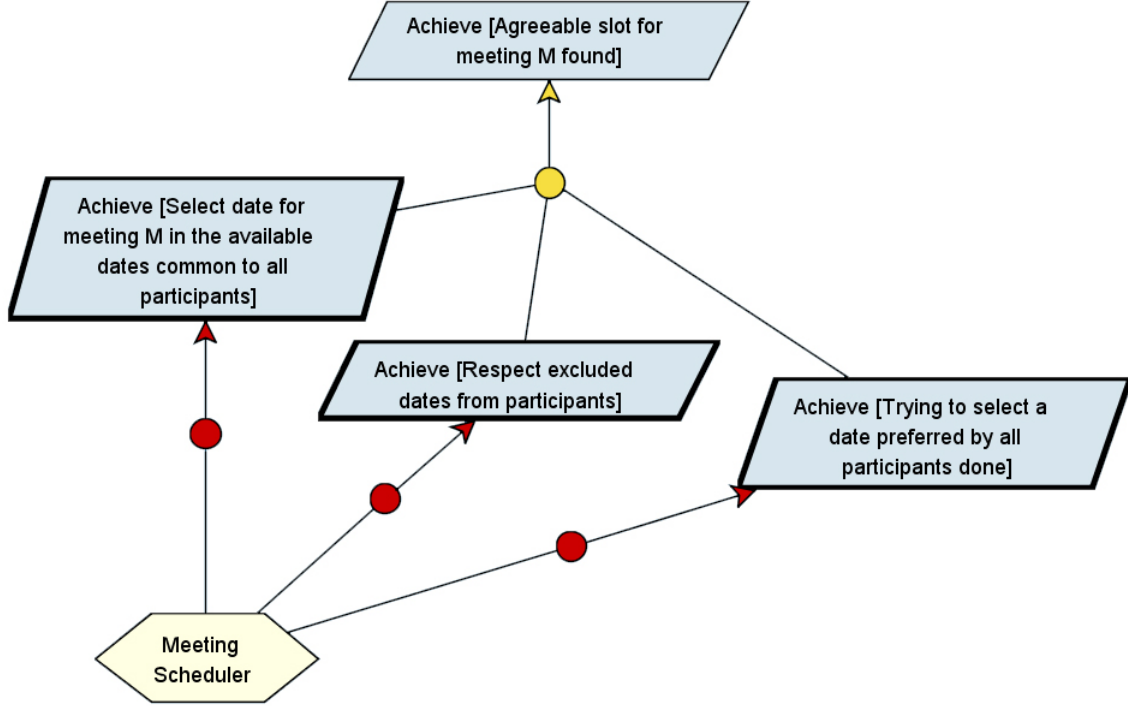 Achieve [Agreeable slot for
meeting M found]
Achieve [Select date for
meeting M in the available
dates common to all
participants]
Achieve [Respect excluded
dates from participants]
Achieve [Trying to select a
date preferred by all
participants done]
Meeting
Scheduler